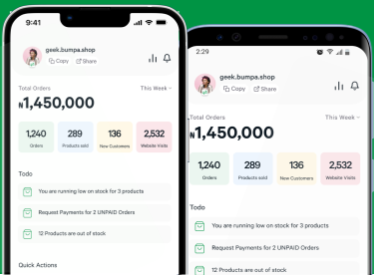 9:41
geek.bumpa.shop
Copy Share
Total Orders This Week
₦1,450,000
1,240 289 136 2,532
Orders Products sold New Customers Website Visits
Todo
You are running low on stock for 3 products
Request Payments for 2 UNPAID Orders
12 Products are out of stock
Quick Actions
2:29
geek.bumpa.shop
Copy Share
Total Orders This Week
₦1,450,000
1,240 289 136 2,532
Orders Products sold New Customers Website Visits
Todo
You are running low on stock for 3 products
Request Payments for 2 UNPAID Orders
12 Products are out of stock